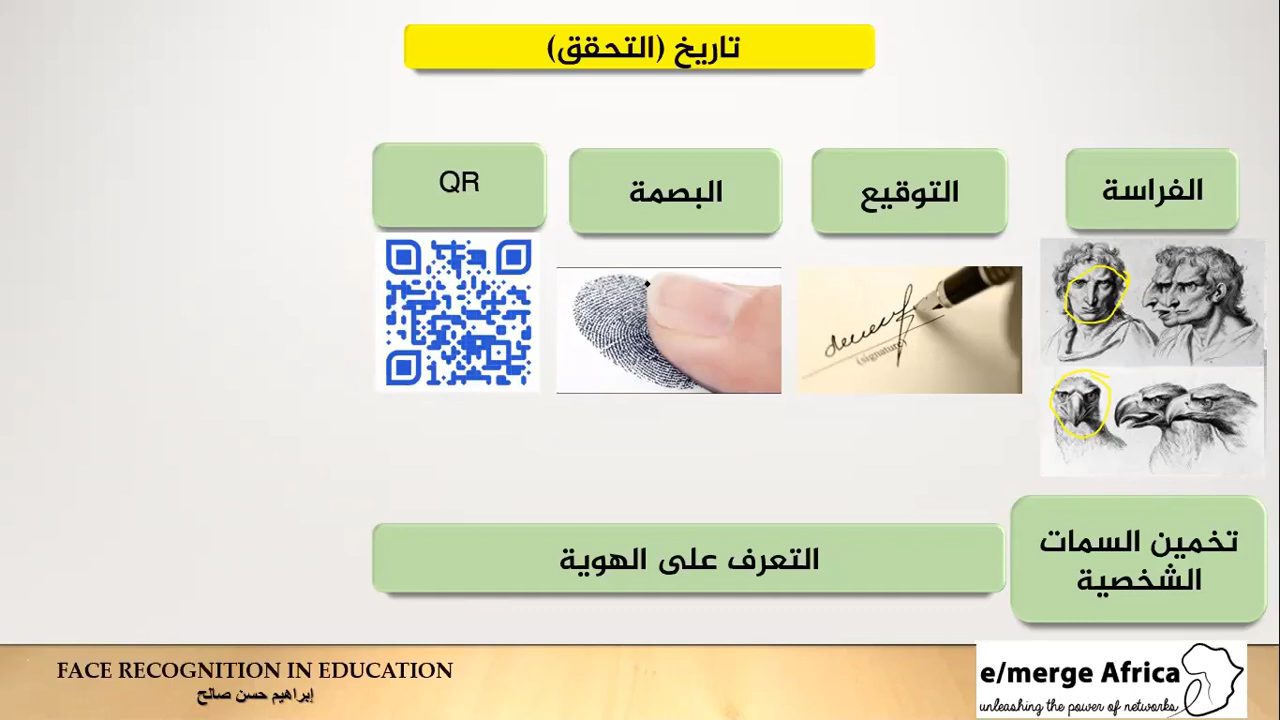 تاريخ (التحقق)
الفراسة
التوقيع
البصمة
QR
(signature)
تخمين السمات
الشخصية
التعرف على الهوية
FACE RECOGNITION IN EDUCATION
إبراهيم حسن صالح
e/merge Africa
unleashing the power of networks